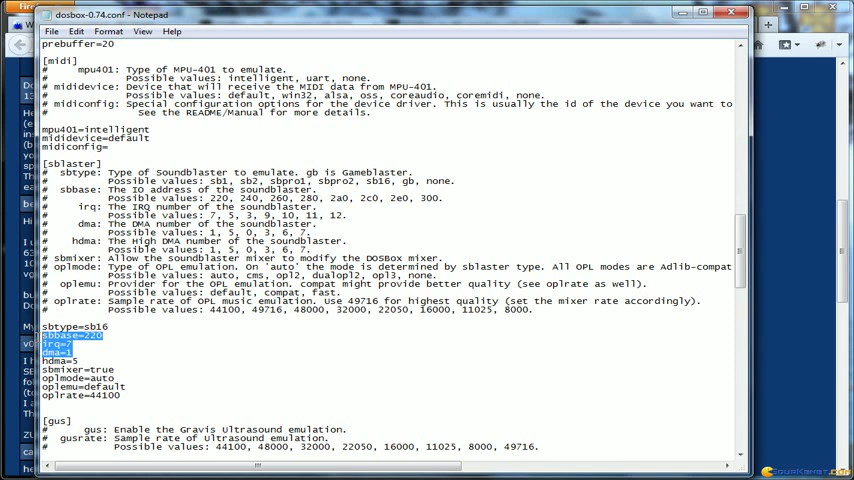 Firef
dosbox-0.74.conf - Notepad
File Edit Format View Help
prebuffer=20
[midi]
# mpu401: Type of MPU-401 to emulate.
# Possible values: intelligent, uart, none.
# mididevice: Device that will receive the MIDI data from MPU-401.
# Possible values: default, win32, alsa, oss, coreaudio, coremidi, none.
# midiconfig: Special configuration options for the device driver. This is usually the id of the device you want to
# See the README/Manual for more details.
mpu401=intelligent
mididevice=default
midiconfig=
[sblaster]
# sbtype: Type of Soundblaster to emulate. gb is Gameblaster.
# Possible values: sb1, sb2, sbpro1, sbpro2, sb16, gb, none.
# sbbase: The IO address of the soundblaster.
# Possible values: 220, 240, 260, 280, 2a0, 2c0, 2e0, 300.
# irq: The IRQ number of the soundblaster.
# Possible values: 7, 5, 3, 9, 10, 11, 12.
# dma: The DMA number of the soundblaster.
# Possible values: 1, 5, 0, 3, 6, 7.
# hdma: The High DMA number of the soundblaster.
# Possible values: 1, 5, 0, 3, 6, 7.
# sbmixer: Allow the soundblaster mixer to modify the DOSBox mixer.
# oplmode: Type of OPL emulation. On 'auto' the mode is determined by sblaster type. All OPL modes are Adlib-compat
# Possible values: auto, cms, opl2, dualopl2, opl3, none.
# oplemu: Provider for the OPL emulation. compat might provide better quality (see oplrate as well).
# Possible values: default, compat, fast.
# oplrate: Sample rate of OPL music emulation. Use 49716 for highest quality (set the mixer rate accordingly).
# Possible values: 44100, 49716, 48000, 32000, 22050, 16000, 11025, 8000.
sbtype=sb16
sbbase=220
irq=7
dma=1
hdma=5
sbmixer=true
oplmode=auto
oplemu=default
oplrate=44100
[gus]
# gus: Enable the Gravis Ultrasound emulation.
# gusrate: Sample rate of Ultrasound emulation.
# Possible values: 44100, 48000, 32000, 22050, 16000, 11025, 8000, 49716.